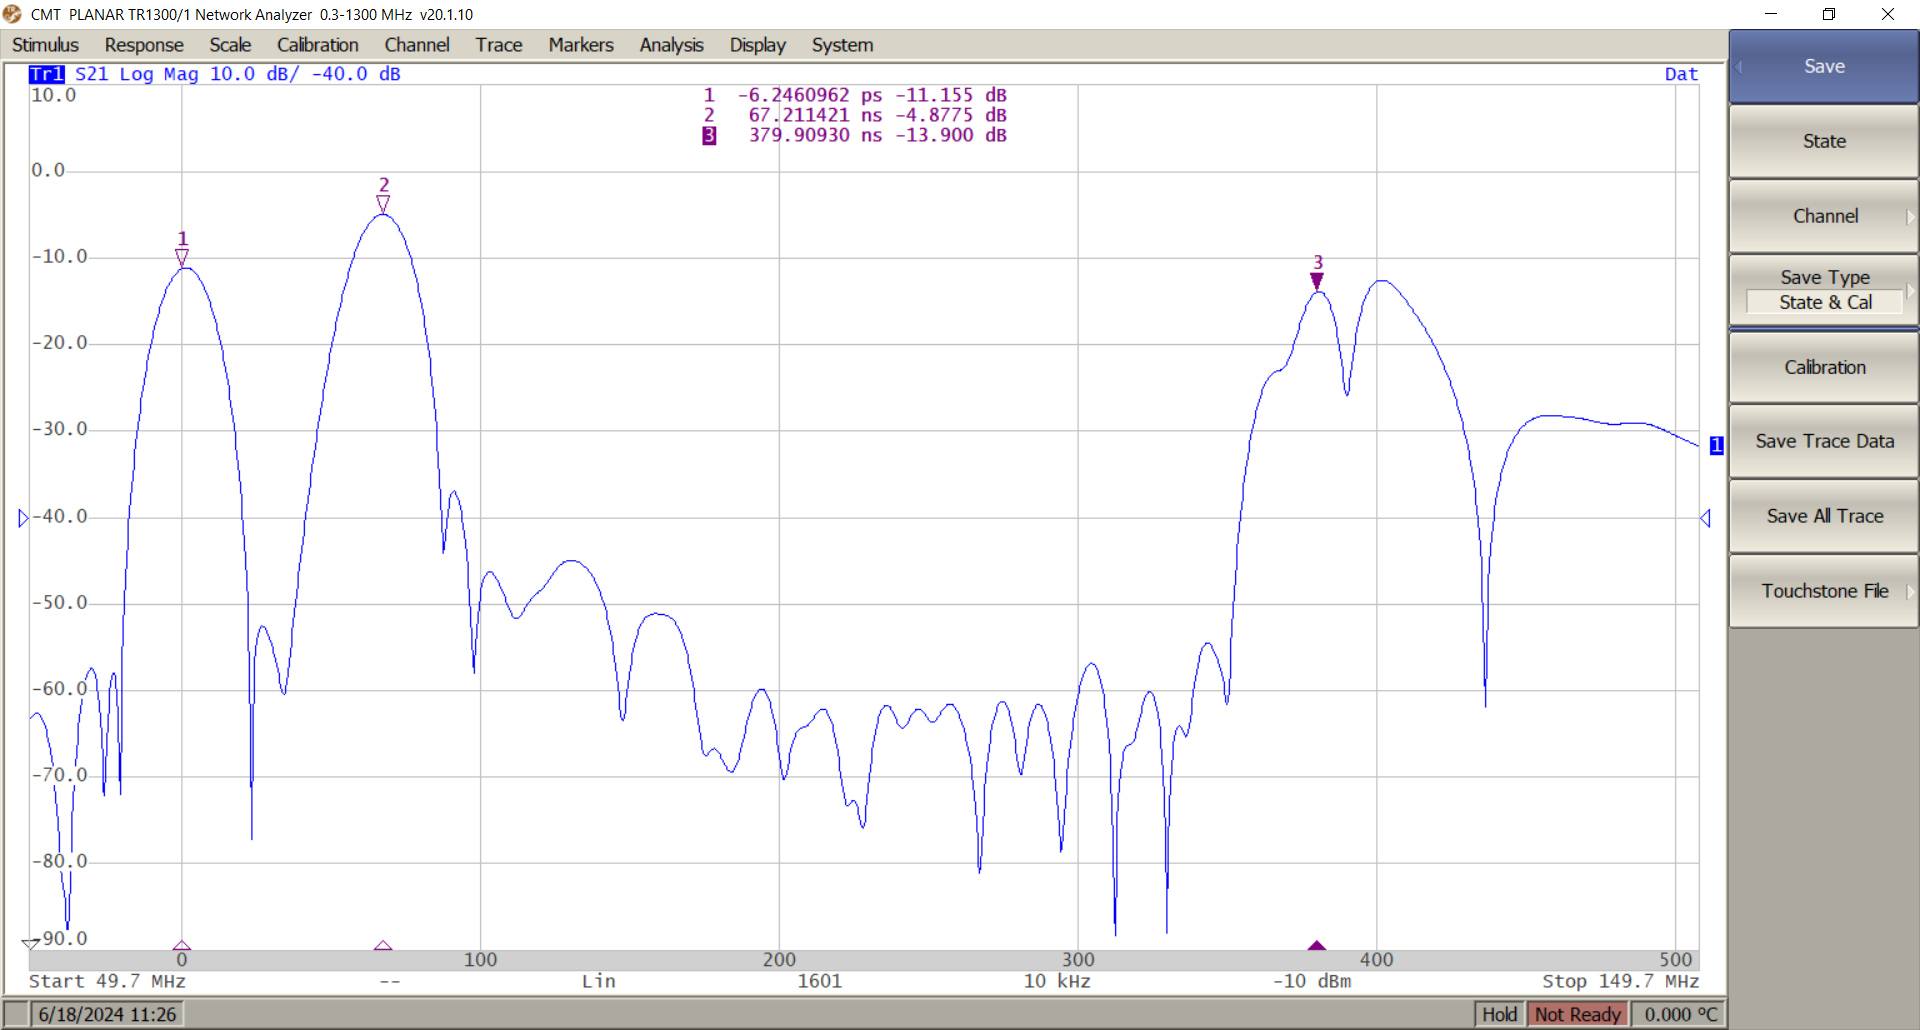 CMT PLANAR TR1300/1 Network Analyzer 0.3-1300 MHz v20.1.10
Stimulus Response Scale Calibration Channel Trace Markers Analysis Display System
Tr1 S21 Log Mag 10.0 dB/ -40.0 dB
Dat
1 -6.2460962 ps -11.155 dB
2 67.211421 ns -4.8775 dB
3 379.90930 ns -13.900 dB
10.0
0.0
-10.0
-20.0
-30.0
-40.0
-50.0
-60.0
-70.0
-80.0
-90.0
1
2
3
1
0 100 200 300 400 500
Start 49.7 MHz -- Lin 1601 10 kHz -10 dBm Stop 149.7 MHz
Save
State
Channel
Save Type
State & Cal
Calibration
Save Trace Data
Save All Trace
Touchstone File
6/18/2024 11:26
Hold Not Ready 0.000 ºC